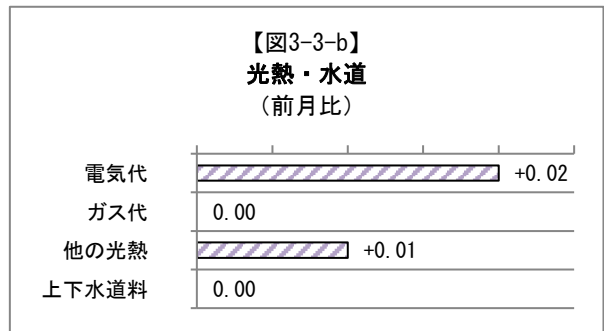 【図3-3-b】
光熱・水道
（前月比）
電気代 +0.02
ガス代 0.00
他の光熱 +0.01
上下水道料 0.00